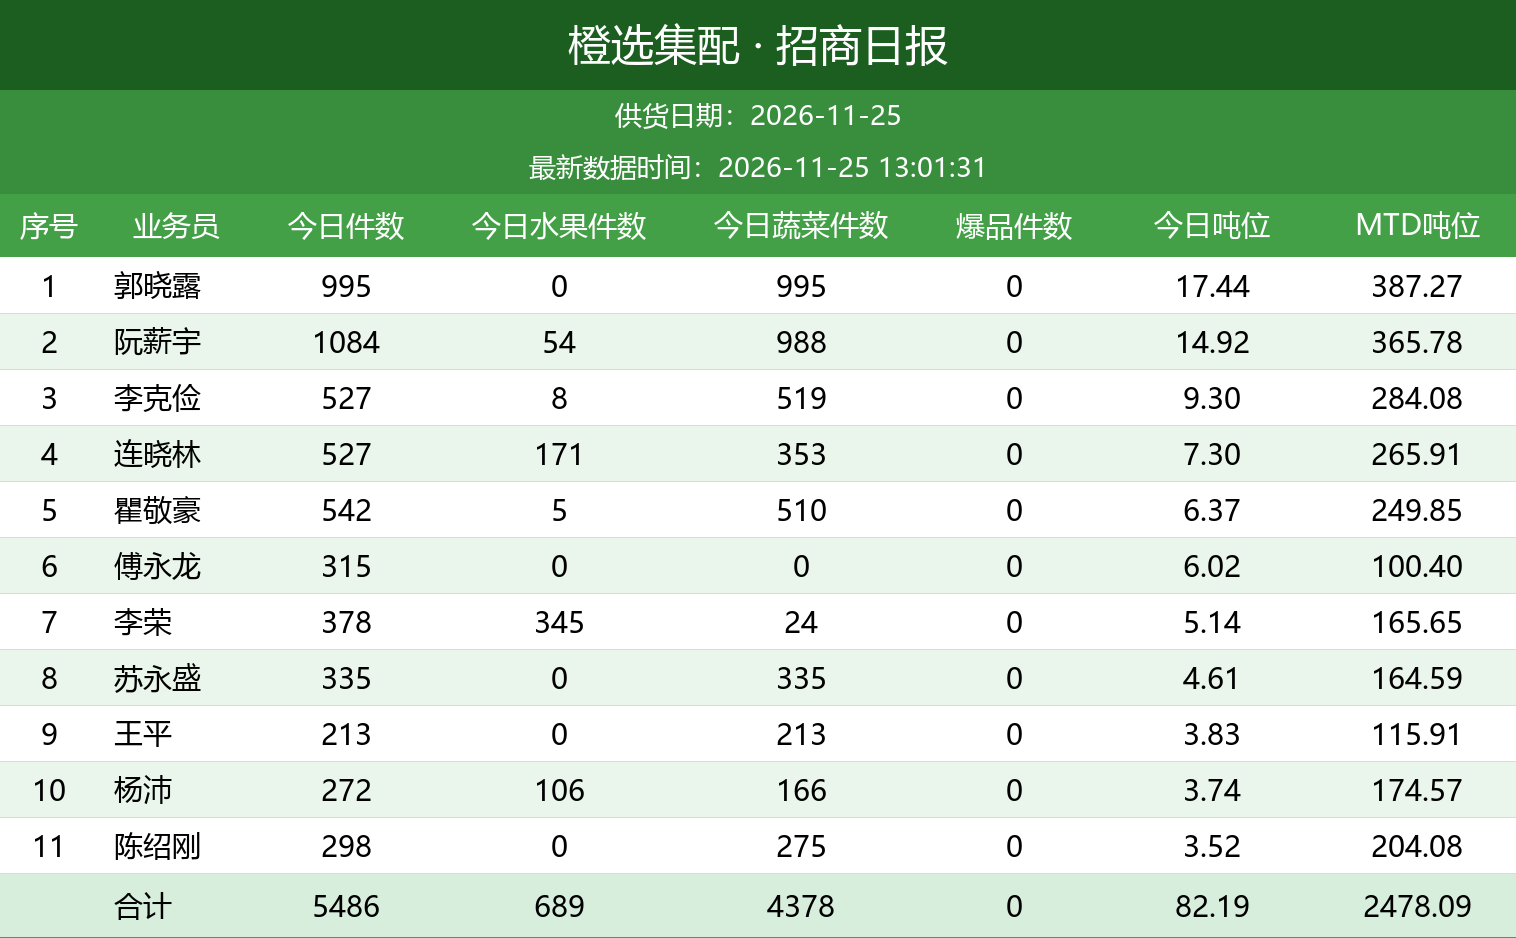 橙选集配 · 招商日报
供货日期：2026-11-25
最新数据时间：2026-11-25 13:01:31
序号 业务员 今日件数 今日水果件数 今日蔬菜件数 爆品件数 今日吨位 MTD吨位
1 郭晓露 995 0 995 0 17.44 387.27
2 阮薪宇 1084 54 988 0 14.92 365.78
3 李克俭 527 8 519 0 9.30 284.08
4 连晓林 527 171 353 0 7.30 265.91
5 瞿敬豪 542 5 510 0 6.37 249.85
6 傅永龙 315 0 0 0 6.02 100.40
7 李荣 378 345 24 0 5.14 165.65
8 苏永盛 335 0 335 0 4.61 164.59
9 王平 213 0 213 0 3.83 115.91
10 杨沛 272 106 166 0 3.74 174.57
11 陈绍刚 298 0 275 0 3.52 204.08
合计 5486 689 4378 0 82.19 2478.09